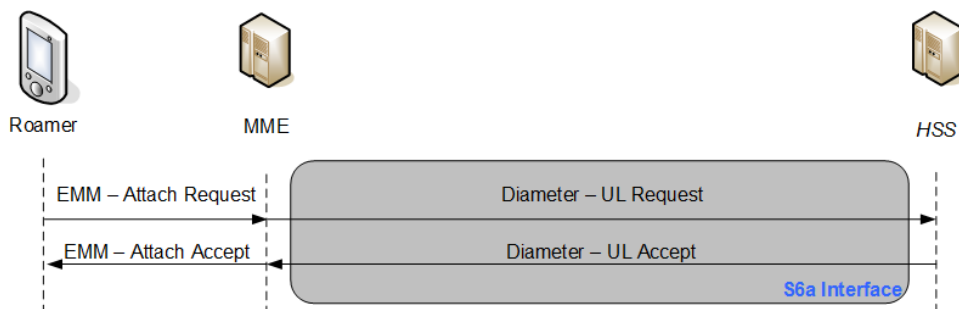 Roamer
MME
HSS
EMM – Attach Request
Diameter – UL Request
EMM – Attach Accept
Diameter – UL Accept
S6a Interface